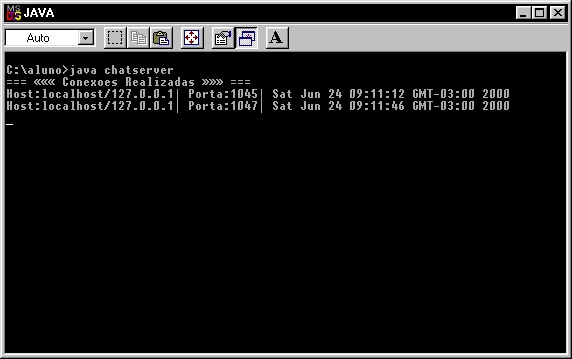 JAVA
Auto
A
C:\aluno>java chatserver
=== ««« Conexoes Realizadas »»» ===
Host:localhost/127.0.0.1| Porta:1045| Sat Jun 24 09:11:12 GMT-03:00 2000
Host:localhost/127.0.0.1| Porta:1047| Sat Jun 24 09:11:46 GMT-03:00 2000
_